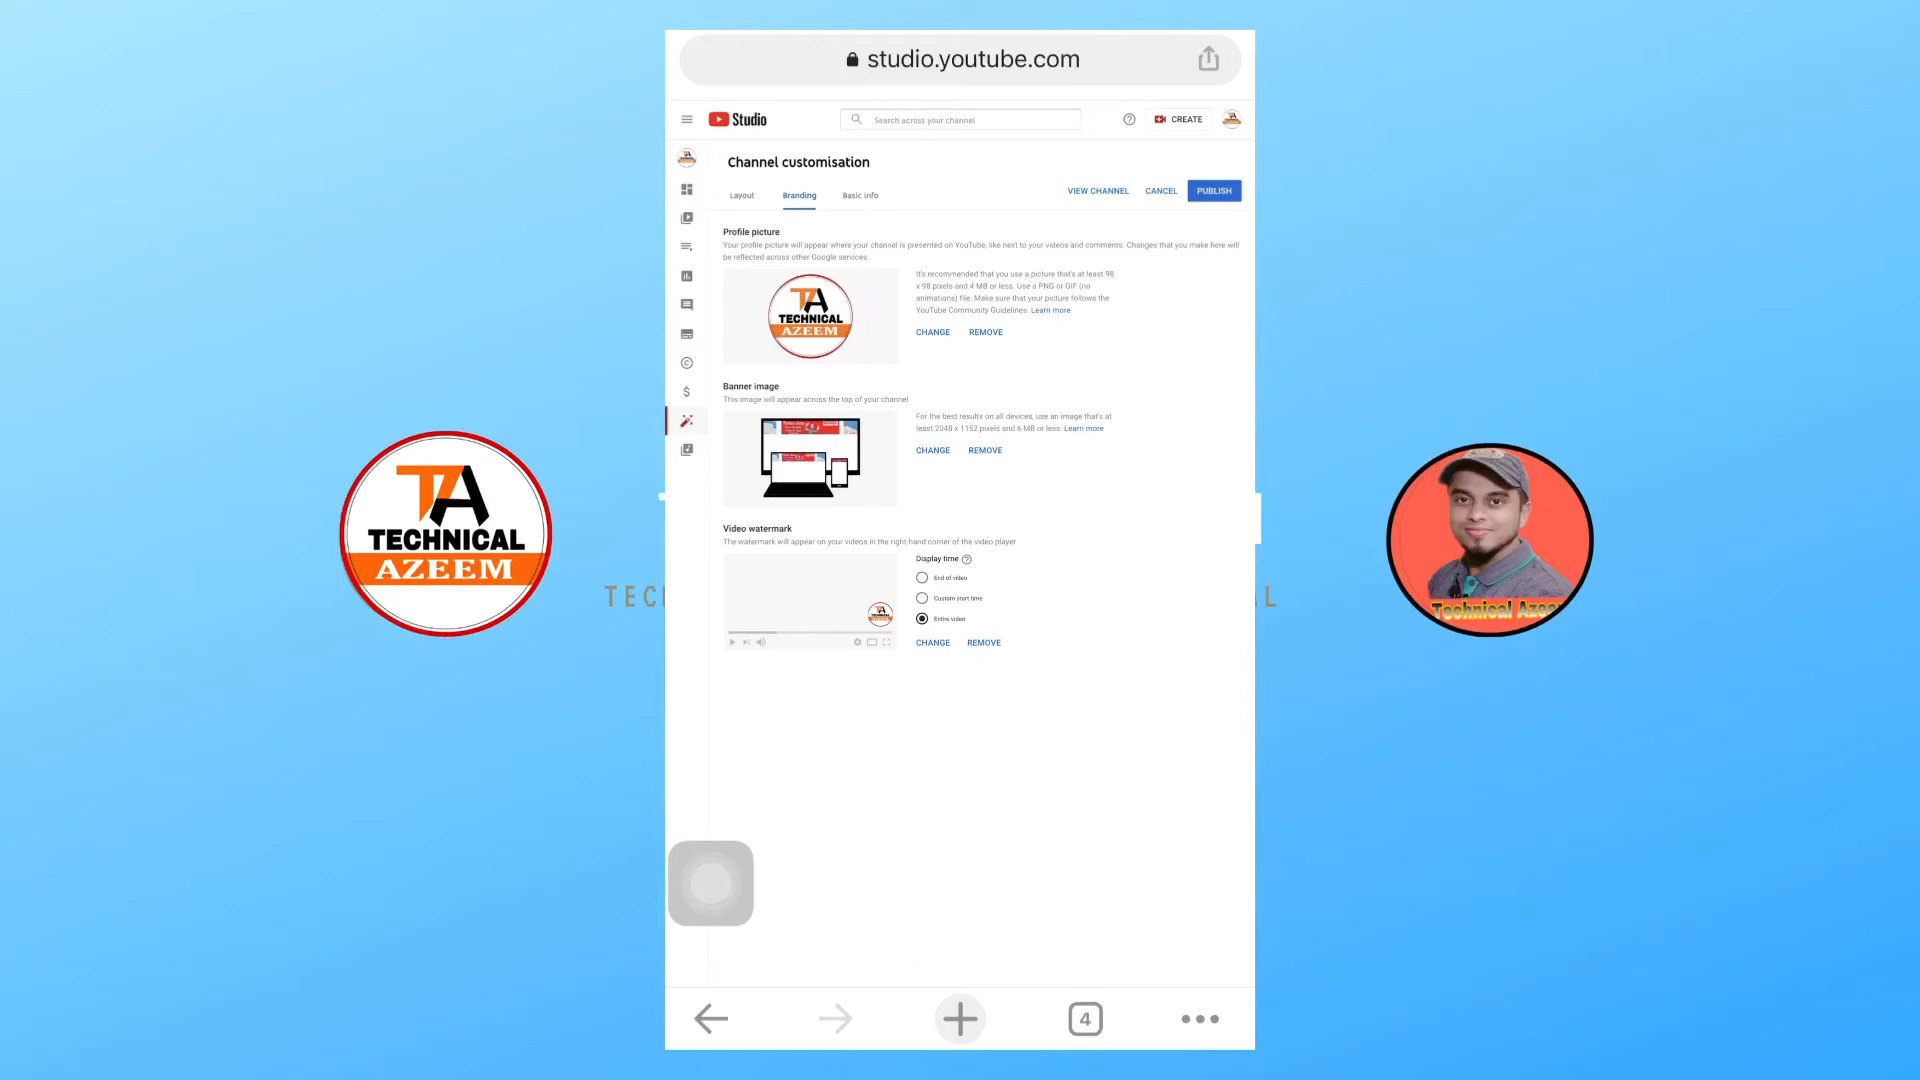 studio.youtube.com
Studio
Search across your channel
CREATE
Channel customisation
Layout
Branding
Basic info
VIEW CHANNEL
CANCEL
PUBLISH
Profile picture
Your profile picture will appear where your channel is presented on YouTube, like next to your videos and comments. Changes that you make here will
be reflected across other Google services.
TA
TECHNICAL
AZEEM
It's recommended that you use a picture that's at least 98
x 98 pixels and 4 MB or less. Use a PNG or GIF (no
animations) file. Make sure that your picture follows the
YouTube Community Guidelines. Learn more
CHANGE
REMOVE
Banner image
This image will appear across the top of your channel
For the best results on all devices, use an image that's at
least 2048 x 1152 pixels and 6 MB or less. Learn more
CHANGE
REMOVE
Video watermark
The watermark will appear on your videos in the right-hand corner of the video player
Display time
End of video
Custom start time
Entire video
CHANGE
REMOVE
TA
TECHNICAL
AZEEM
TEC
L
Technical Azee
4